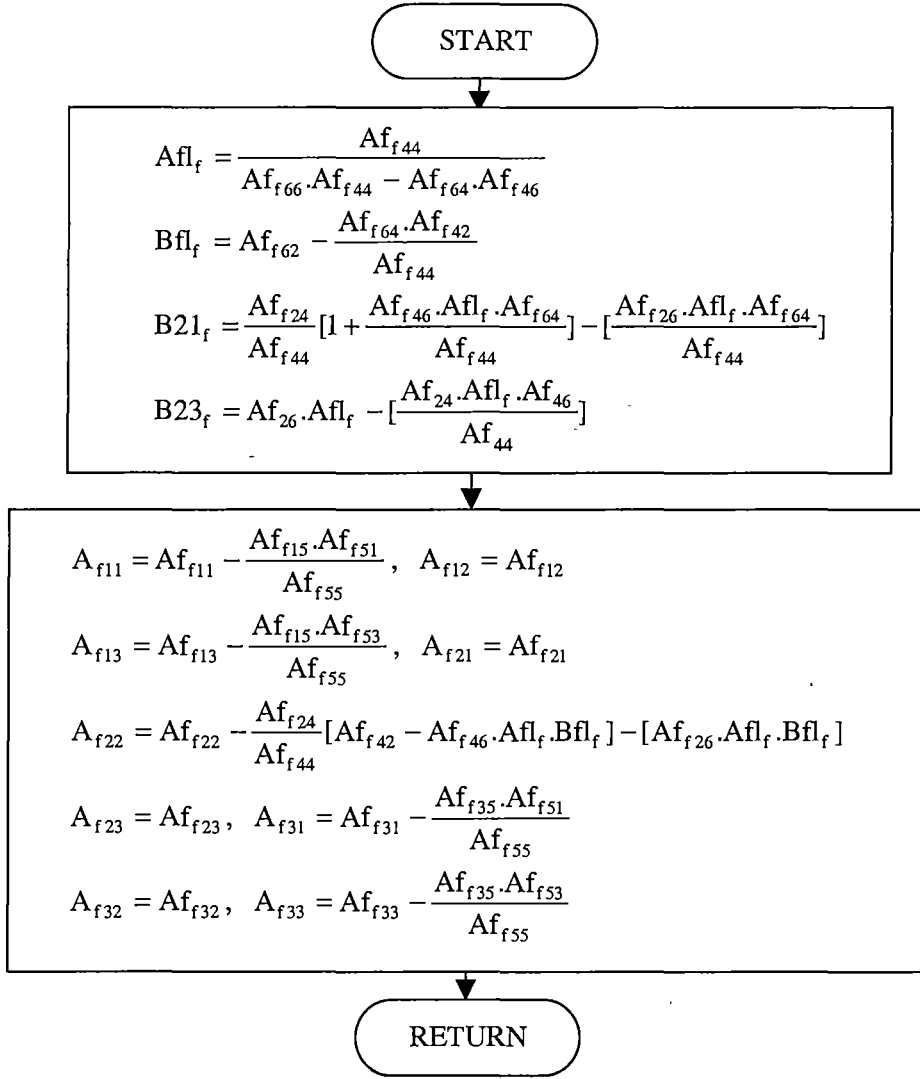 START
Afl_f = Af_f44 / (Af_f66.Af_f44 − Af_f64.Af_f46)
Bfl_f = Af_f62 − (Af_f64.Af_f42) / Af_f44
B21_f = Af_f24 / Af_f44 [1 + (Af_f46.Afl_f.Af_f64) / Af_f44] − [(Af_f26.Afl_f.Af_f64) / Af_f44]
B23_f = Af_26.Afl_f − [(Af_24.Afl_f.Af_46) / Af_44]
A_f11 = Af_f11 − (Af_f15.Af_f51) / Af_f55, A_f12 = Af_f12
A_f13 = Af_f13 − (Af_f15.Af_f53) / Af_f55, A_f21 = Af_f21
A_f22 = Af_f22 − Af_f24 / Af_f44 [Af_f42 − Af_f46.Afl_f.Bfl_f] − [Af_f26.Afl_f.Bfl_f]
A_f23 = Af_f23, A_f31 = Af_f31 − (Af_f35.Af_f51) / Af_f55
A_f32 = Af_f32, A_f33 = Af_f33 − (Af_f35.Af_f53) / Af_f55
RETURN